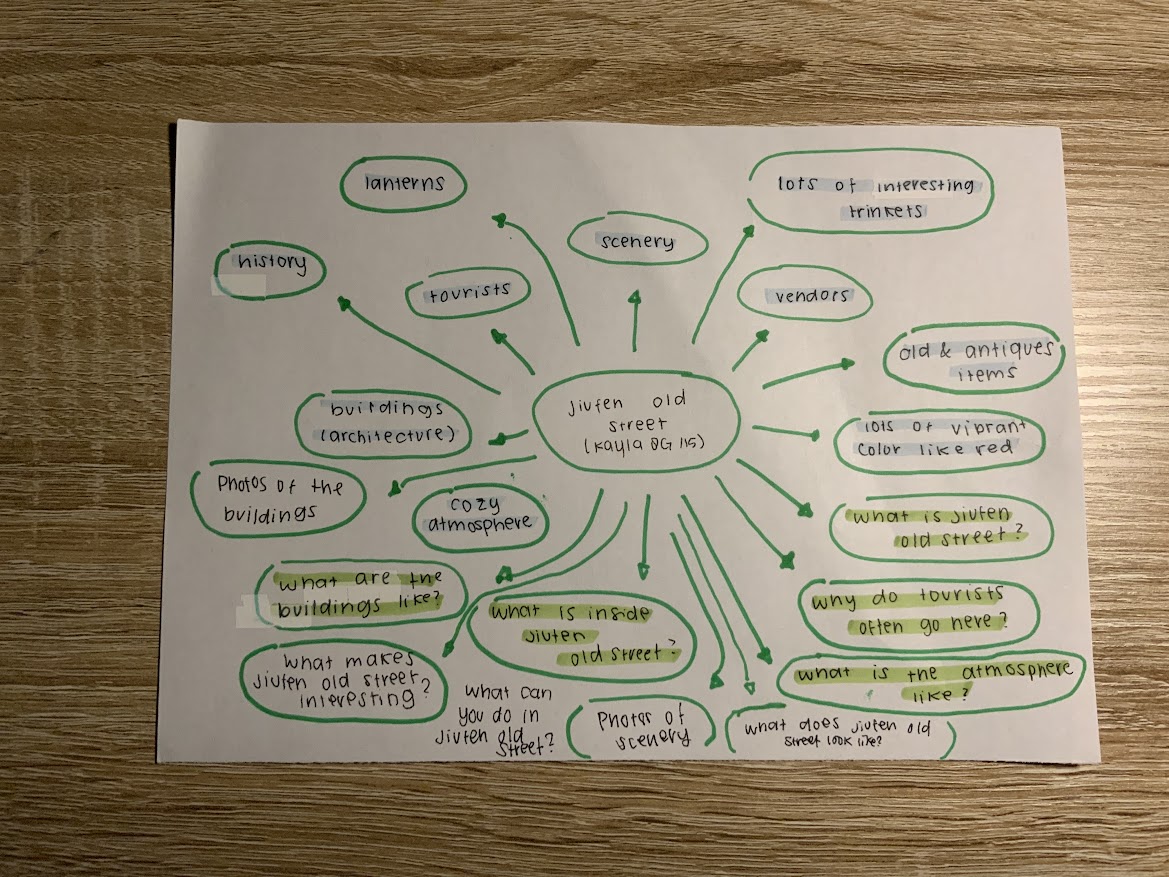 lanterns
lots of interesting
trinkets
scenery
history
tourists
vendors
old & antiques
items
jiufen old
street
(kayla 8G /15)
buildings
(architecture)
lots of vibrant
color like red
photos of the
buildings
cozy
atmosphere
what is jiufen
old street?
what are the
buildings like?
what is inside
jiufen
old street?
why do tourists
often go here?
what makes
jiufen old street
interesting?
what is the atmosphere
like?
what can
you do in
jiufen old
street?
photos of
scenery
what does jiufen old
street look like?